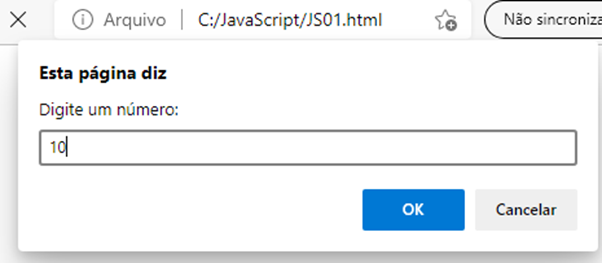 Arquivo C:/JavaScript/JS01.html Não sincroniza
Esta página diz
Digite um número:
10
OK Cancelar